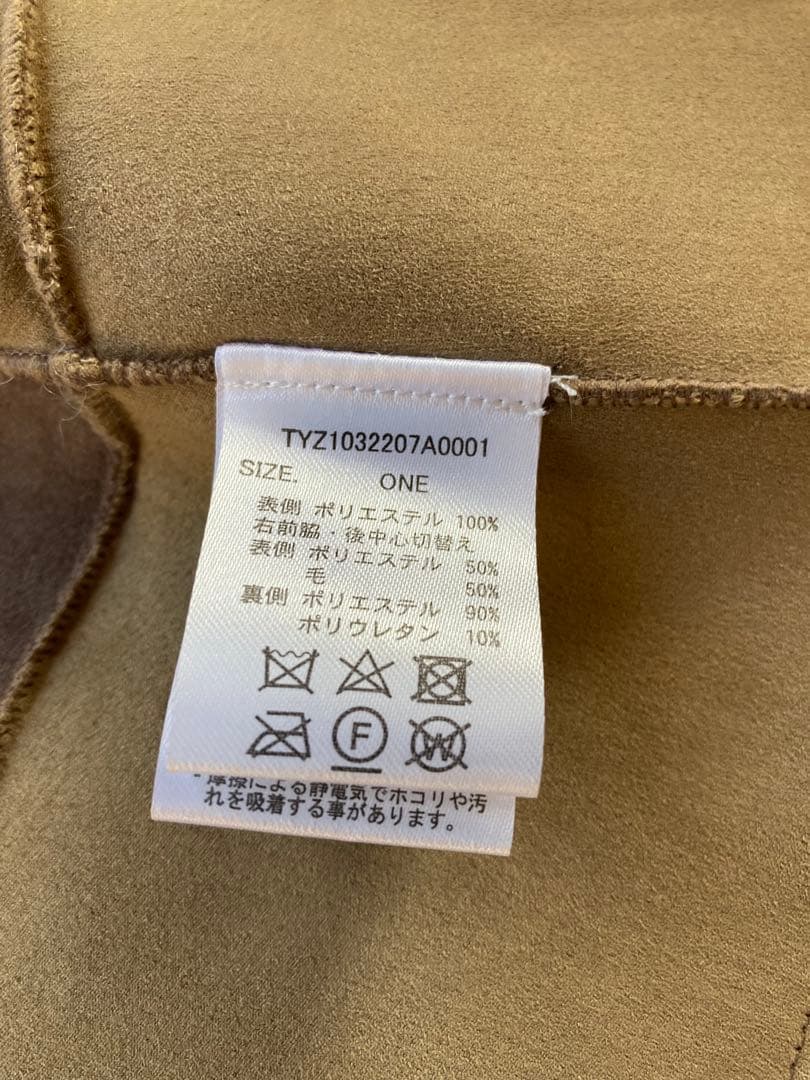 TYZ1032207A0001
SIZE. ONE
表側 ポリエステル 100%
右前脇・後中心切替え
表側 ポリエステル 50%
毛 50%
裏側 ポリエステル 90%
ポリウレタン 10%
F
W
による静電気でホコリや汚
れを吸着する事があります。